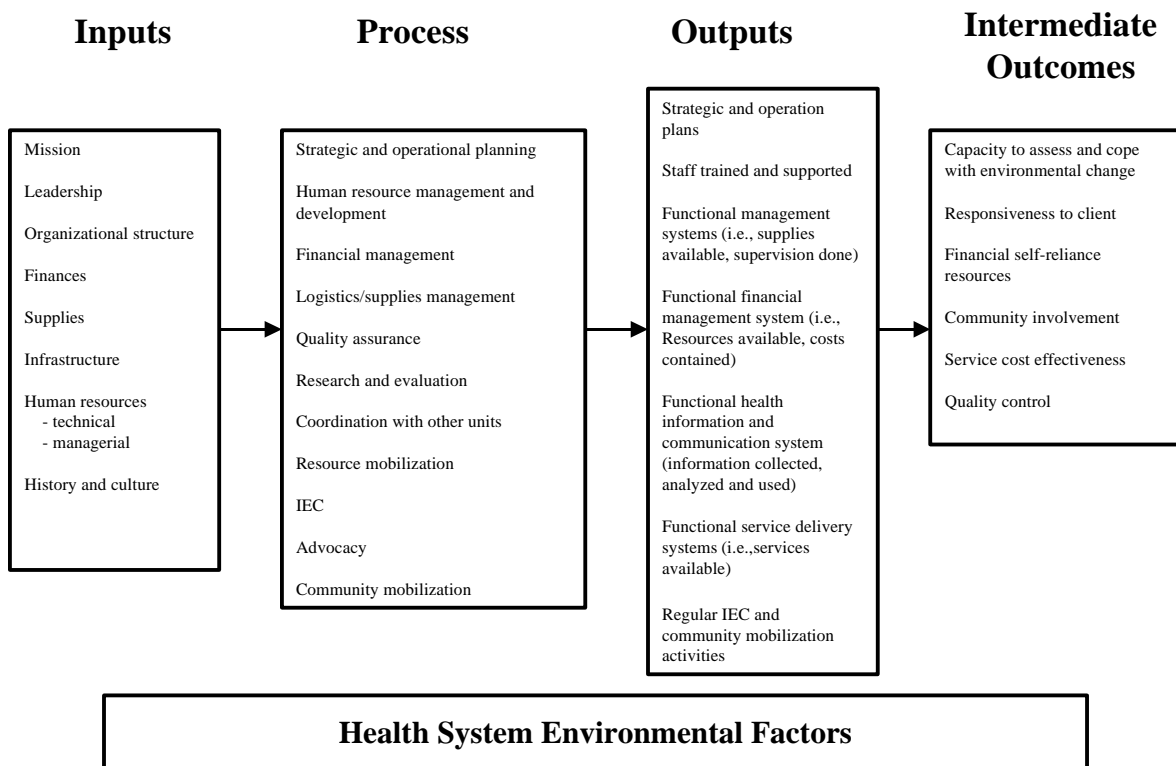 Inputs
Process
Outputs
Intermediate
Outcomes
Mission
Leadership
Organizational structure
Finances
Supplies
Infrastructure
Human resources
- technical
- managerial
History and culture
Strategic and operational planning
Human resource management and
development
Financial management
Logistics/supplies management
Quality assurance
Research and evaluation
Coordination with other units
Resource mobilization
IEC
Advocacy
Community mobilization
Strategic and operation
plans
Staff trained and supported
Functional management
systems (i.e., supplies
available, supervision done)
Functional financial
management system (i.e.,
Resources available, costs
contained)
Functional health
information and
communication system
(information collected,
analyzed and used)
Functional service delivery
systems (i.e.,services
available)
Regular IEC and
community mobilization
activities
Capacity to assess and cope
with environmental change
Responsiveness to client
Financial self-reliance
resources
Community involvement
Service cost effectiveness
Quality control
Health System Environmental Factors